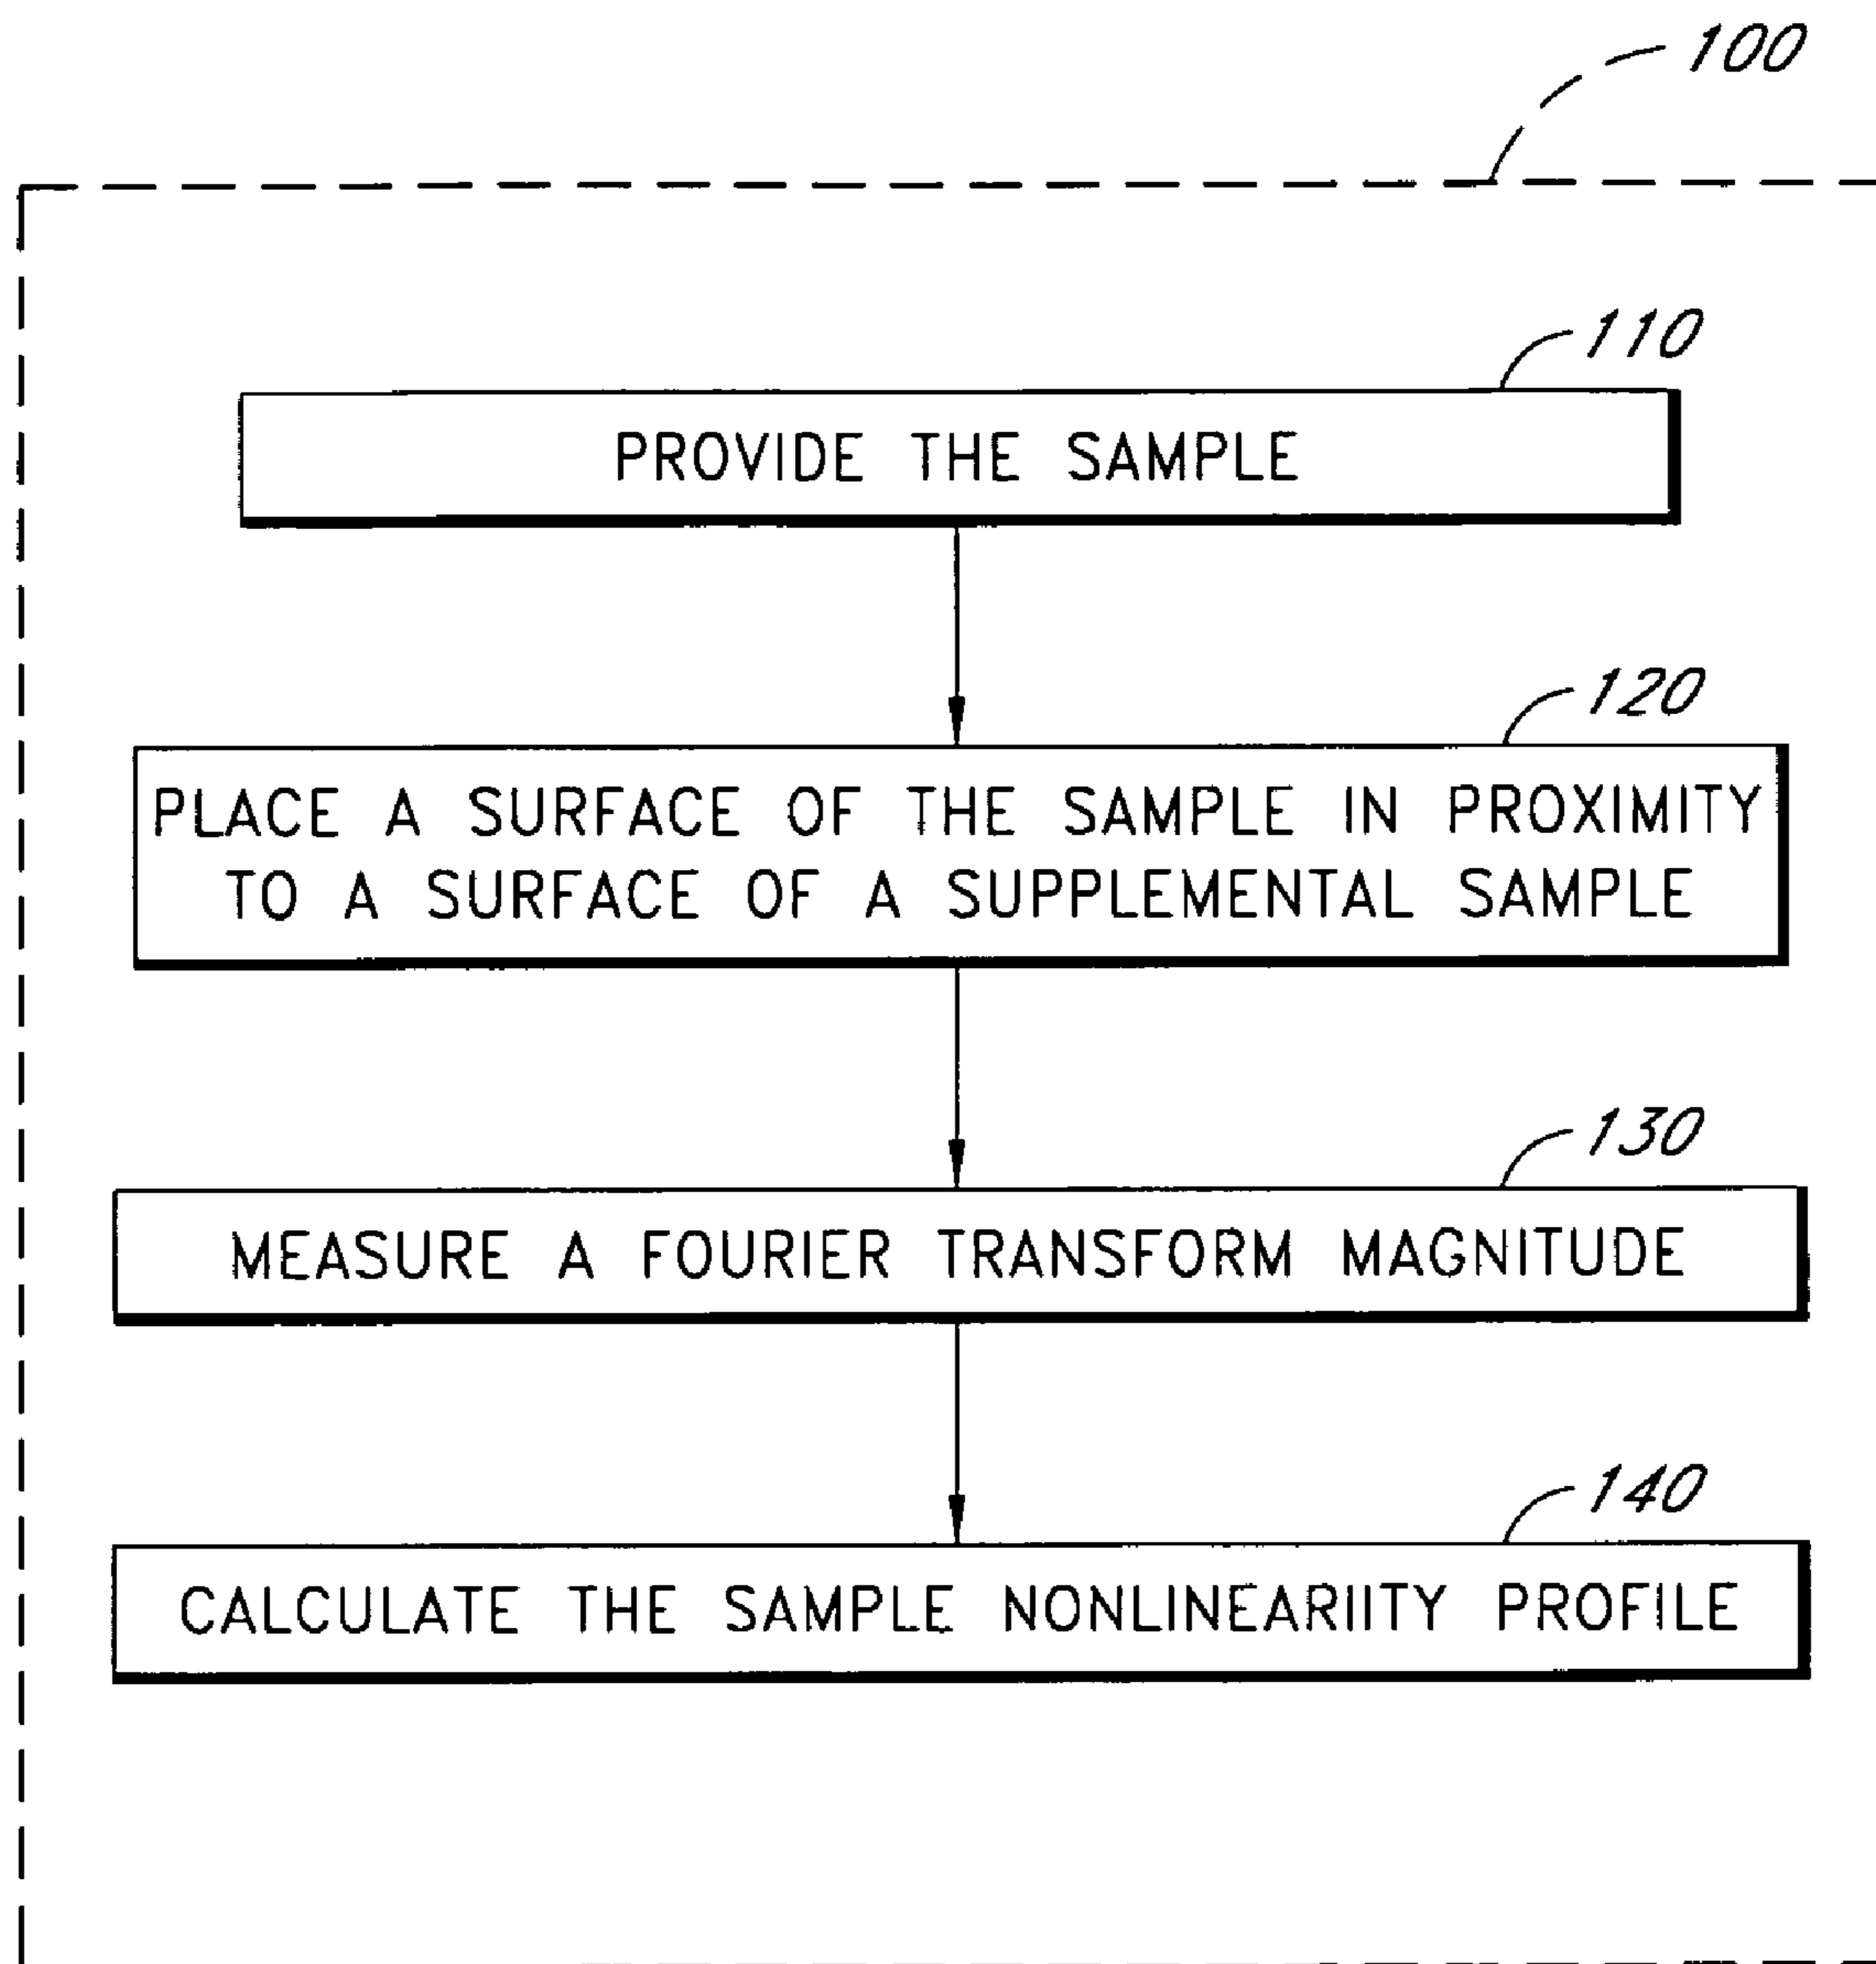 100
110
PROVIDE THE SAMPLE
120
PLACE A SURFACE OF THE SAMPLE IN PROXIMITY
TO A SURFACE OF A SUPPLEMENTAL SAMPLE
130
MEASURE A FOURIER TRANSFORM MAGNITUDE
140
CALCULATE THE SAMPLE NONLINEARIITY PROFILE